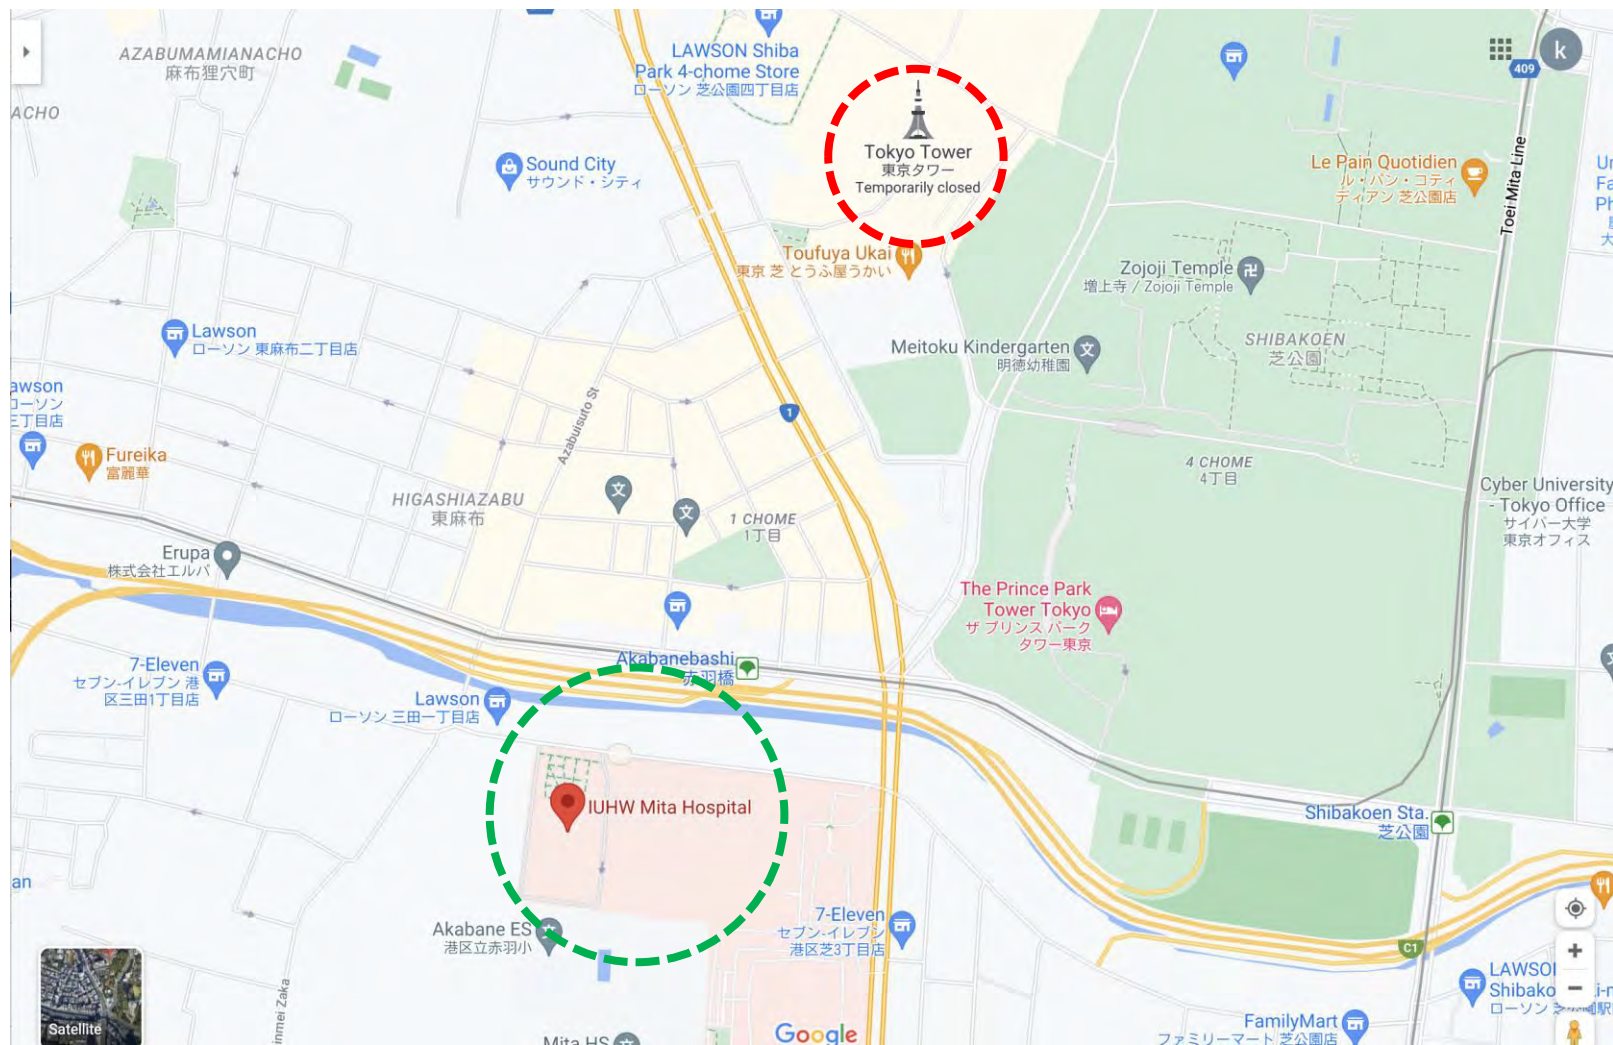 AZABUMAMIANACHO
麻布狸穴町
ACHO
LAWSON Shiba
Park 4-chome Store
ローソン 芝公園四丁目店
409
k
Tokyo Tower
東京タワー
Temporarily closed
Sound City
サウンド・シティ
Le Pain Quotidien
ル・パン・コティ
ディアン 芝公園店
Toei Mita Line
Un
Fa
Ph
大
Toufuya Ukai
東京 芝 とうふ屋うかい
Zojoji Temple
増上寺 / Zojoji Temple
Lawson
ローソン 東麻布二丁目店
Meitoku Kindergarten
明徳幼稚園
SHIBAKOEN
芝公園
awson
ローソン
三丁目店
Azabuisuto St
1
Fureika
富麗華
4 CHOME
4丁目
HIGASHIAZABU
東麻布
1 CHOME
1丁目
Cyber University
- Tokyo Office
サイバー大学
東京オフィス
Erupa
株式会社エルパ
The Prince Park
Tower Tokyo
ザ プリンス パーク
タワー東京
Akabanebashi
赤羽橋
7-Eleven
セブン-イレブン 港
区三田1丁目店
Lawson
ローソン 三田一丁目店
IUHW Mita Hospital
Shibakoen Sta.
芝公園
an
Akabane ES
港区立赤羽小
7-Eleven
セブン-イレブン
港区芝3丁目店
C1
LAWSO
Shibako
ローソン
Satellite
inmei Zaka
Mita HS
Google
FamilyMart
ファミリーマート 芝公園店